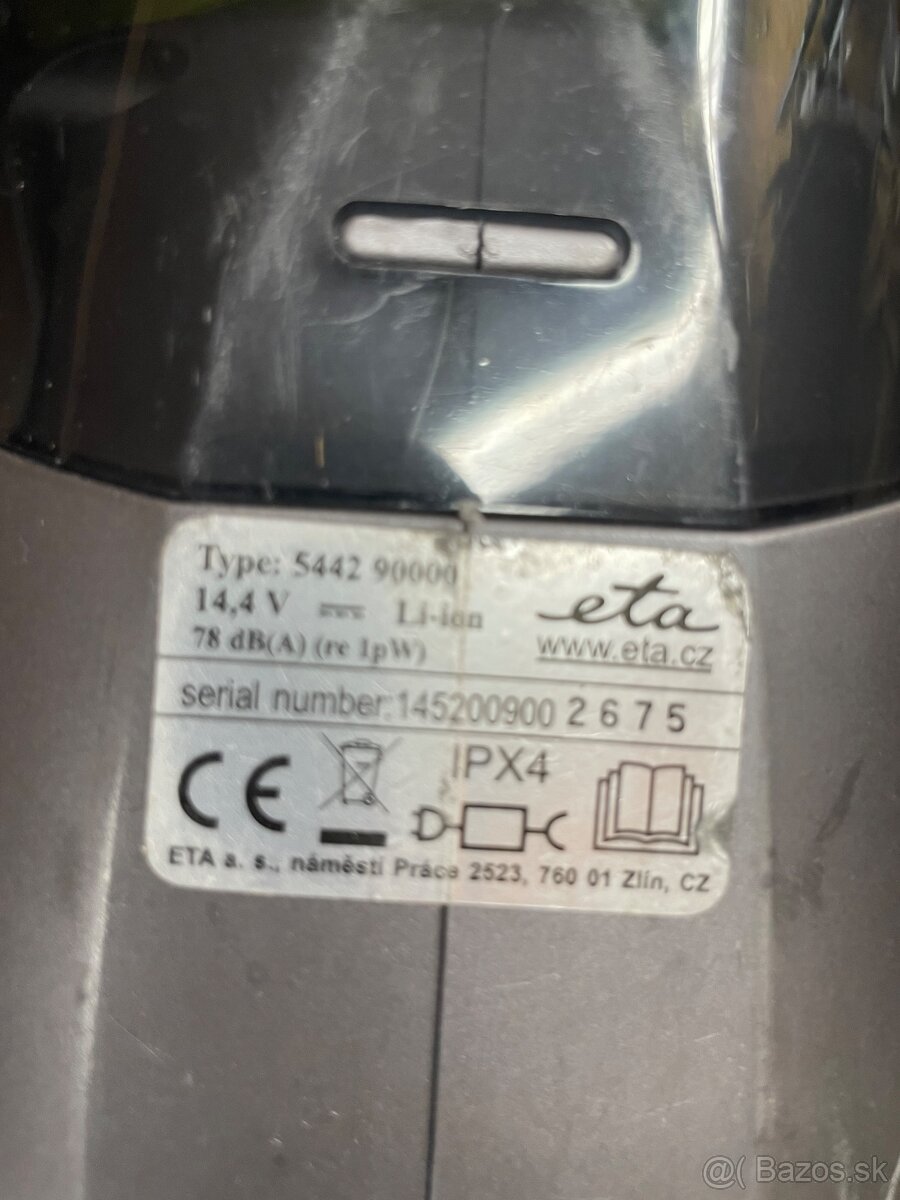 Type: 5442 90000
14,4 V Li-ion
78 dB(A) (re 1pW)
eta
www.eta.cz
serial number:145200900 2 6 7 5
CE IPX4
ETA a. s., náměstí Práce 2523, 760 01 Zlín, CZ
@( Bazos.sk